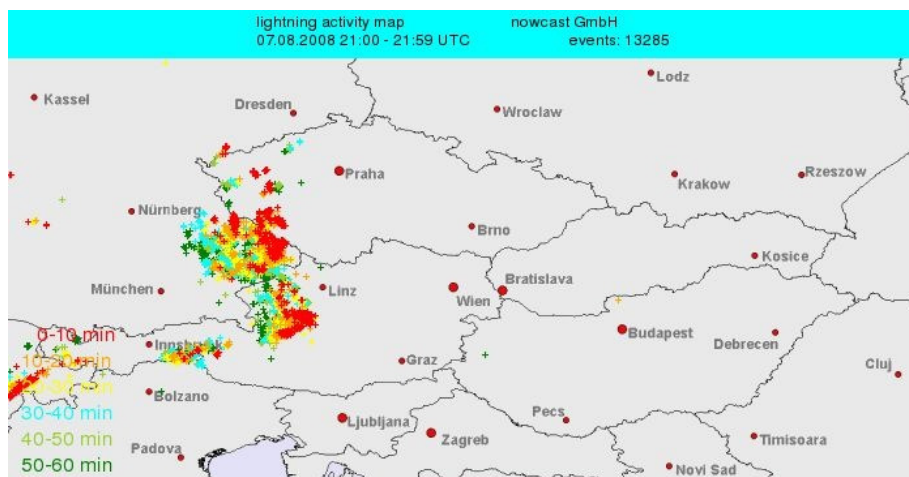 lightning activity map nowcast GmbH
07.08.2008 21:00 - 21:59 UTC events: 13285
Lodz
Kassel
Dresden
Wroclaw
Praha
Krakow
Rzeszow
Nürnberg
Brno
Kosice
Bratislava
München
Linz
Wien
Budapest
0-10 min
Innsbruck
Debrecen
10-20 min
Graz
Cluj
20-30 min
Bolzano
30-40 min
Ljubljana
Pecs
40-50 min
Zagreb
Timisoara
Padova
50-60 min
Novi Sad